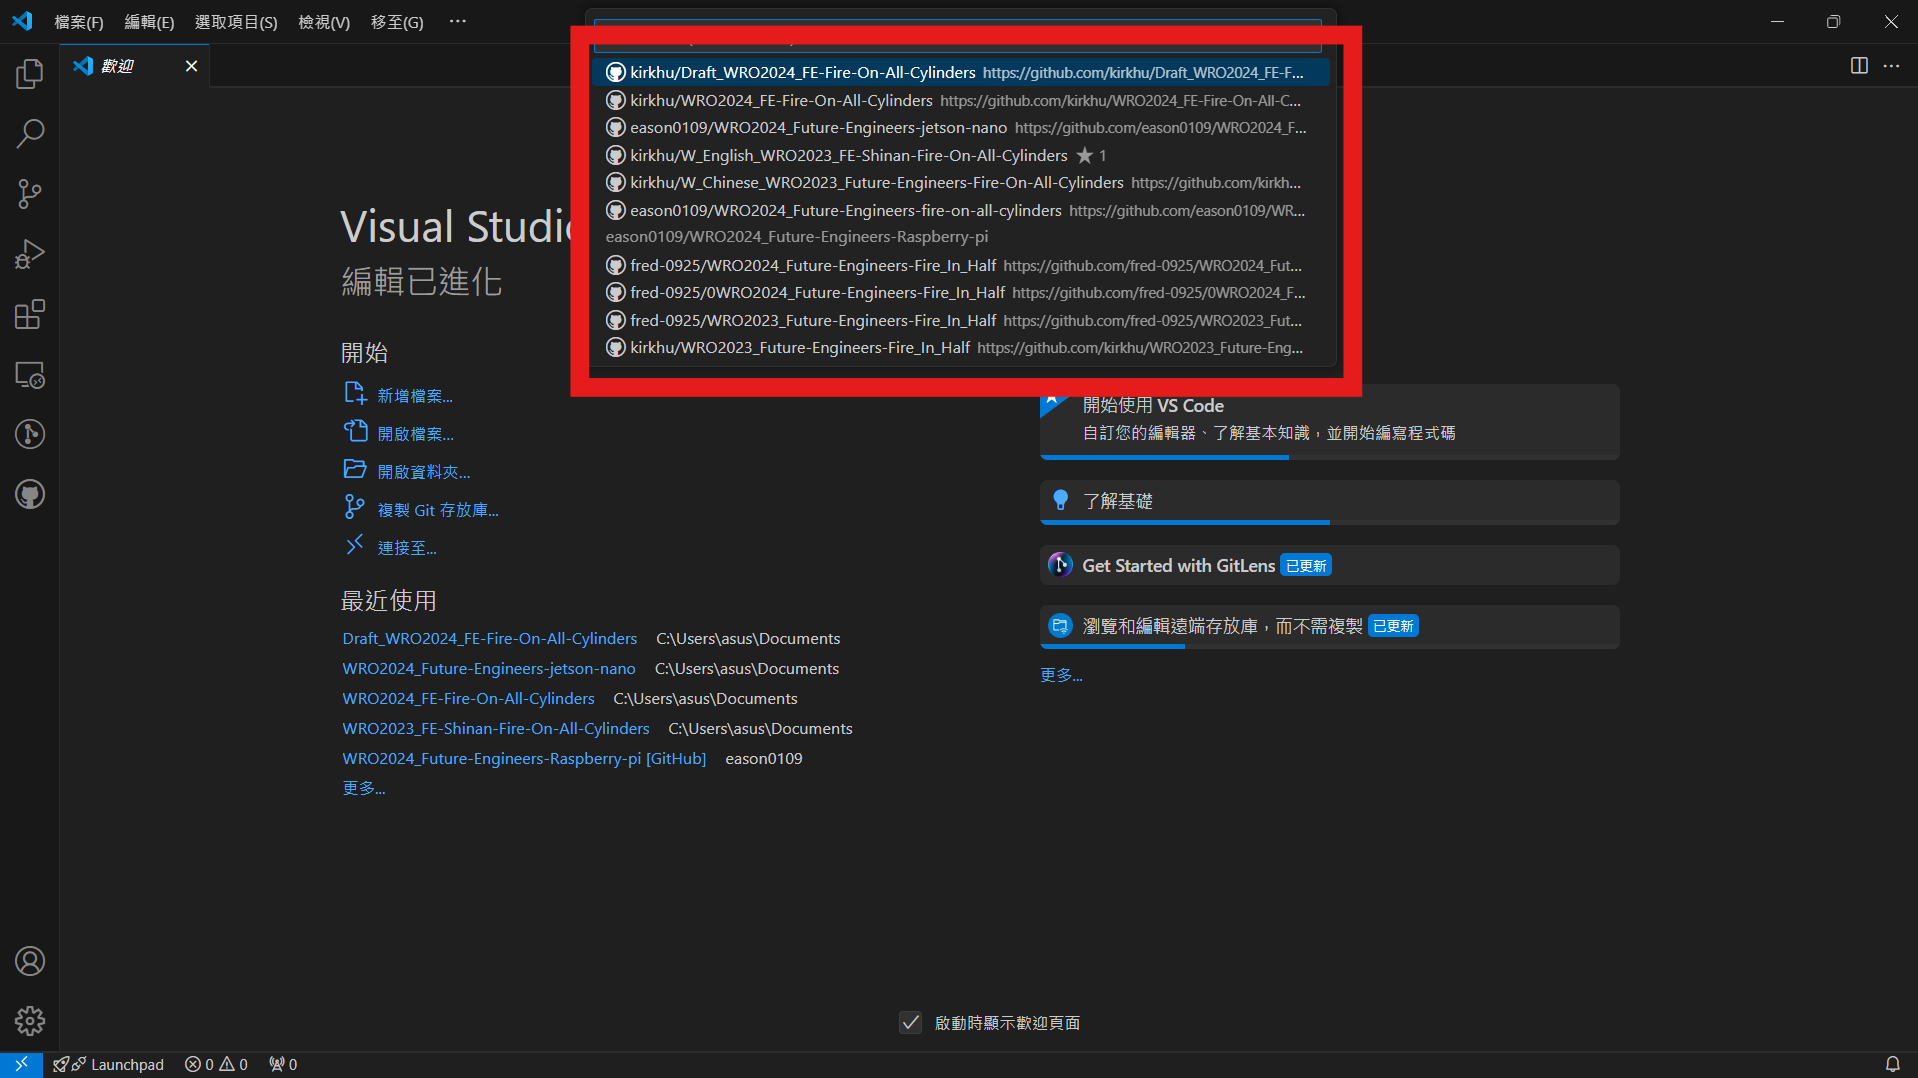 檔案(F) 編輯(E) 選取項目(S) 檢視(V) 移至(G) ···
歡迎
kirkhu/Draft_WRO2024_FE-Fire-On-All-Cylinders https://github.com/kirkhu/Draft_WRO2024_FE-F...
kirkhu/WRO2024_FE-Fire-On-All-Cylinders https://github.com/kirkhu/WRO2024_FE-Fire-On-All-C...
eason0109/WRO2024_Future-Engineers-jetson-nano https://github.com/eason0109/WRO2024_F...
kirkhu/W_English_WRO2023_FE-Shinan-Fire-On-All-Cylinders ★ 1
kirkhu/W_Chinese_WRO2023_Future-Engineers-Fire-On-All-Cylinders https://github.com/kirkh...
eason0109/WRO2024_Future-Engineers-fire-on-all-cylinders https://github.com/eason0109/WR...
eason0109/WRO2024_Future-Engineers-Raspberry-pi
fred-0925/WRO2024_Future-Engineers-Fire_In_Half https://github.com/fred-0925/WRO2024_Fut...
fred-0925/0WRO2024_Future-Engineers-Fire_In_Half https://github.com/fred-0925/0WRO2024_F...
fred-0925/WRO2023_Future-Engineers-Fire_In_Half https://github.com/fred-0925/WRO2023_Fut...
kirkhu/WRO2023_Future-Engineers-Fire_In_Half https://github.com/kirkhu/WRO2023_Future-Eng...
Visual Studio
編輯已進化
開始
新增檔案...
開啟檔案...
開啟資料夾...
複製 Git 存放庫...
連接至...
最近使用
Draft_WRO2024_FE-Fire-On-All-Cylinders C:\Users\asus\Documents
WRO2024_Future-Engineers-jetson-nano C:\Users\asus\Documents
WRO2024_FE-Fire-On-All-Cylinders C:\Users\asus\Documents
WRO2023_FE-Shinan-Fire-On-All-Cylinders C:\Users\asus\Documents
WRO2024_Future-Engineers-Raspberry-pi [GitHub] eason0109
更多...
開始使用 VS Code
自訂您的編輯器、了解基本知識，並開始編寫程式碼
了解基礎
Get Started with GitLens 已更新
瀏覽和編輯遠端存放庫，而不需複製 已更新
更多...
啟動時顯示歡迎頁面
Launchpad 0 0 0